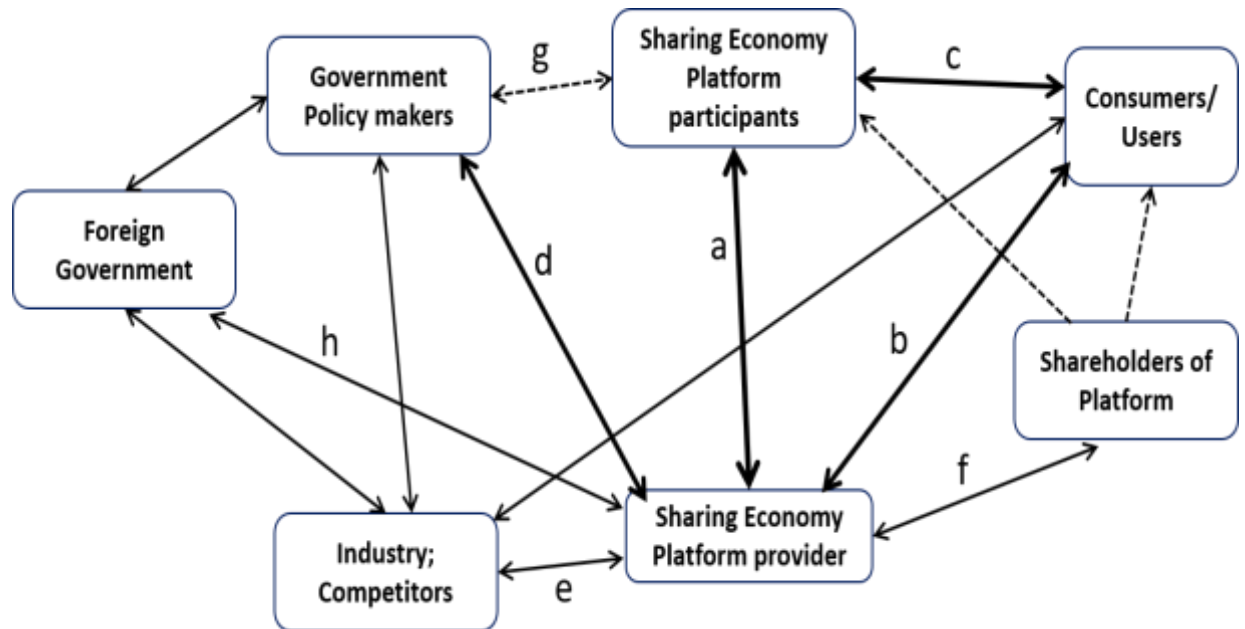 Sharing Economy
Platform
participants
Government
Policy makers
g
c
Consumers/
Users
Foreign
Government
d
a
h
b
Shareholders of
Platform
f
Sharing Economy
Platform provider
Industry;
Competitors
e